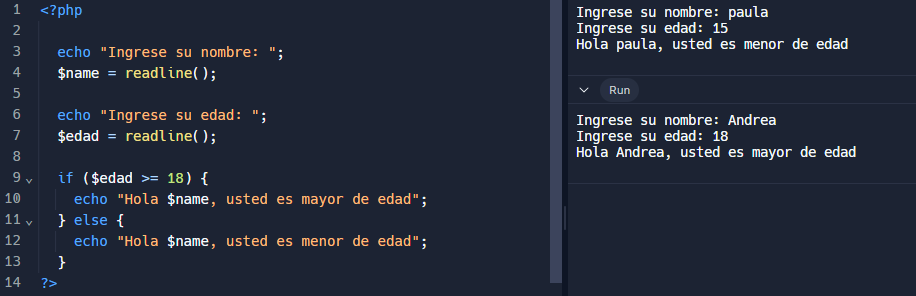 1 <?php
2
3 echo "Ingrese su nombre: ";
4 $name = readline();
5
6 echo "Ingrese su edad: ";
7 $edad = readline();
8
9 if ($edad >= 18) {
10 echo "Hola $name, usted es mayor de edad";
11 } else {
12 echo "Hola $name, usted es menor de edad";
13 }
14 ?>
Ingrese su nombre: paula
Ingrese su edad: 15
Hola paula, usted es menor de edad
Run
Ingrese su nombre: Andrea
Ingrese su edad: 18
Hola Andrea, usted es mayor de edad